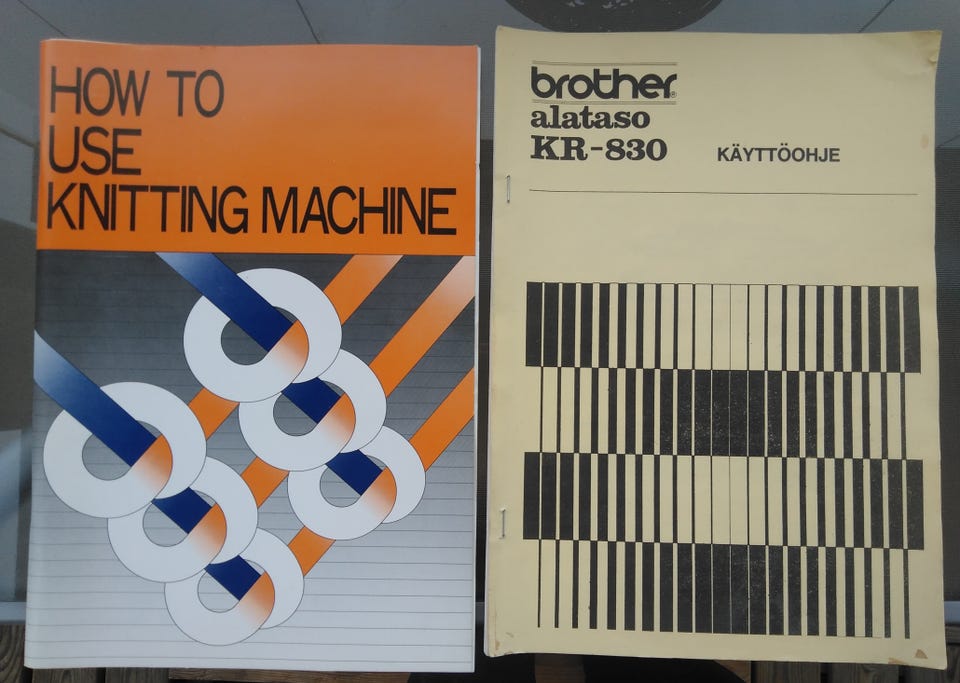 HOW TO
USE
KNITTING MACHINE
brother®
alataso
KR-830
KÄYTTÖOHJE